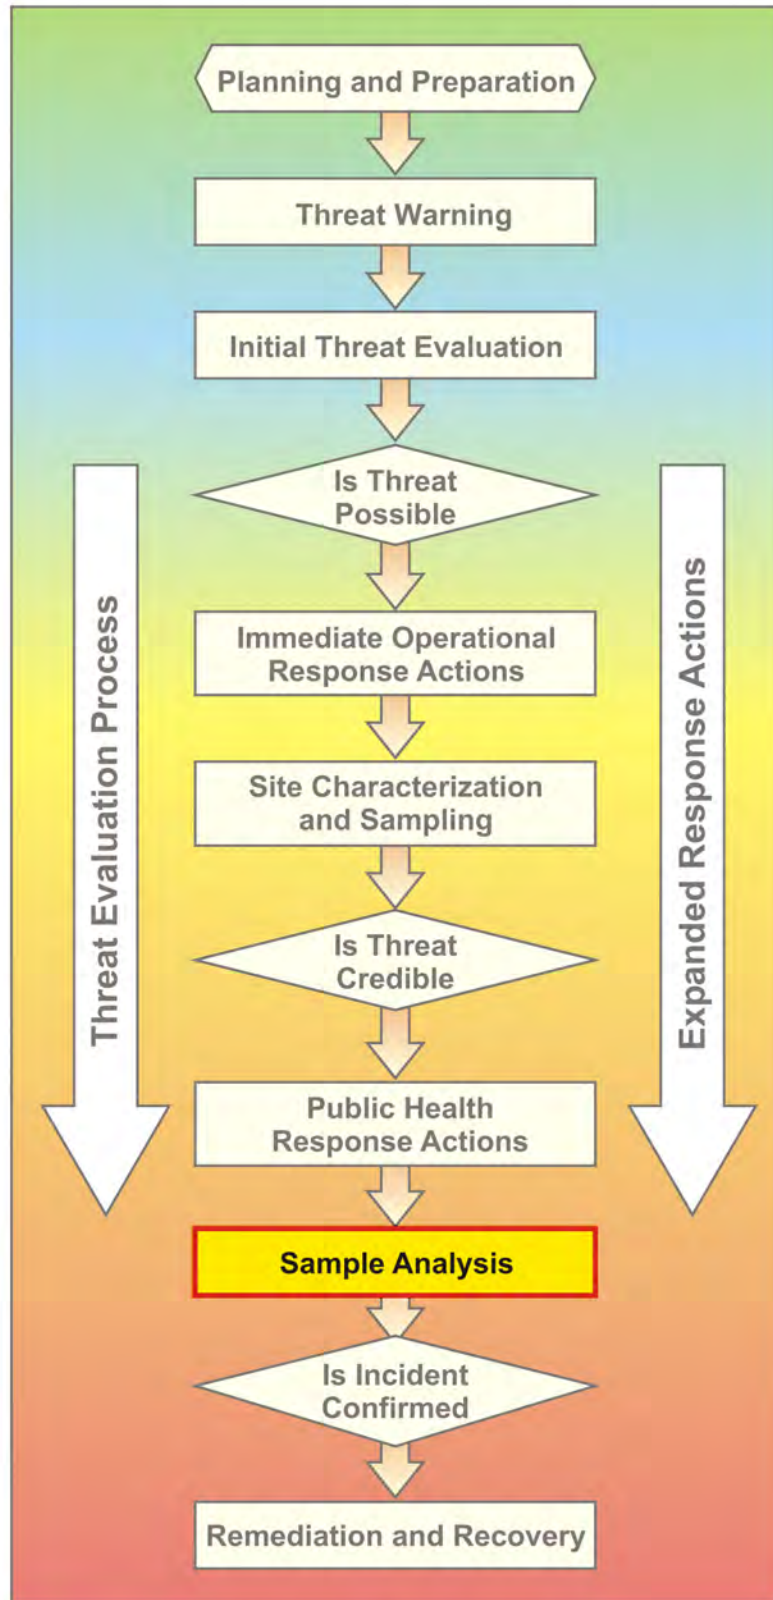 Planning and Preparation
Threat Warning
Initial Threat Evaluation
Is Threat
Possible
Immediate Operational
Response Actions
Site Characterization
and Sampling
Is Threat
Credible
Public Health
Response Actions
Sample Analysis
Is Incident
Confirmed
Remediation and Recovery
Threat Evaluation Process
Expanded Response Actions